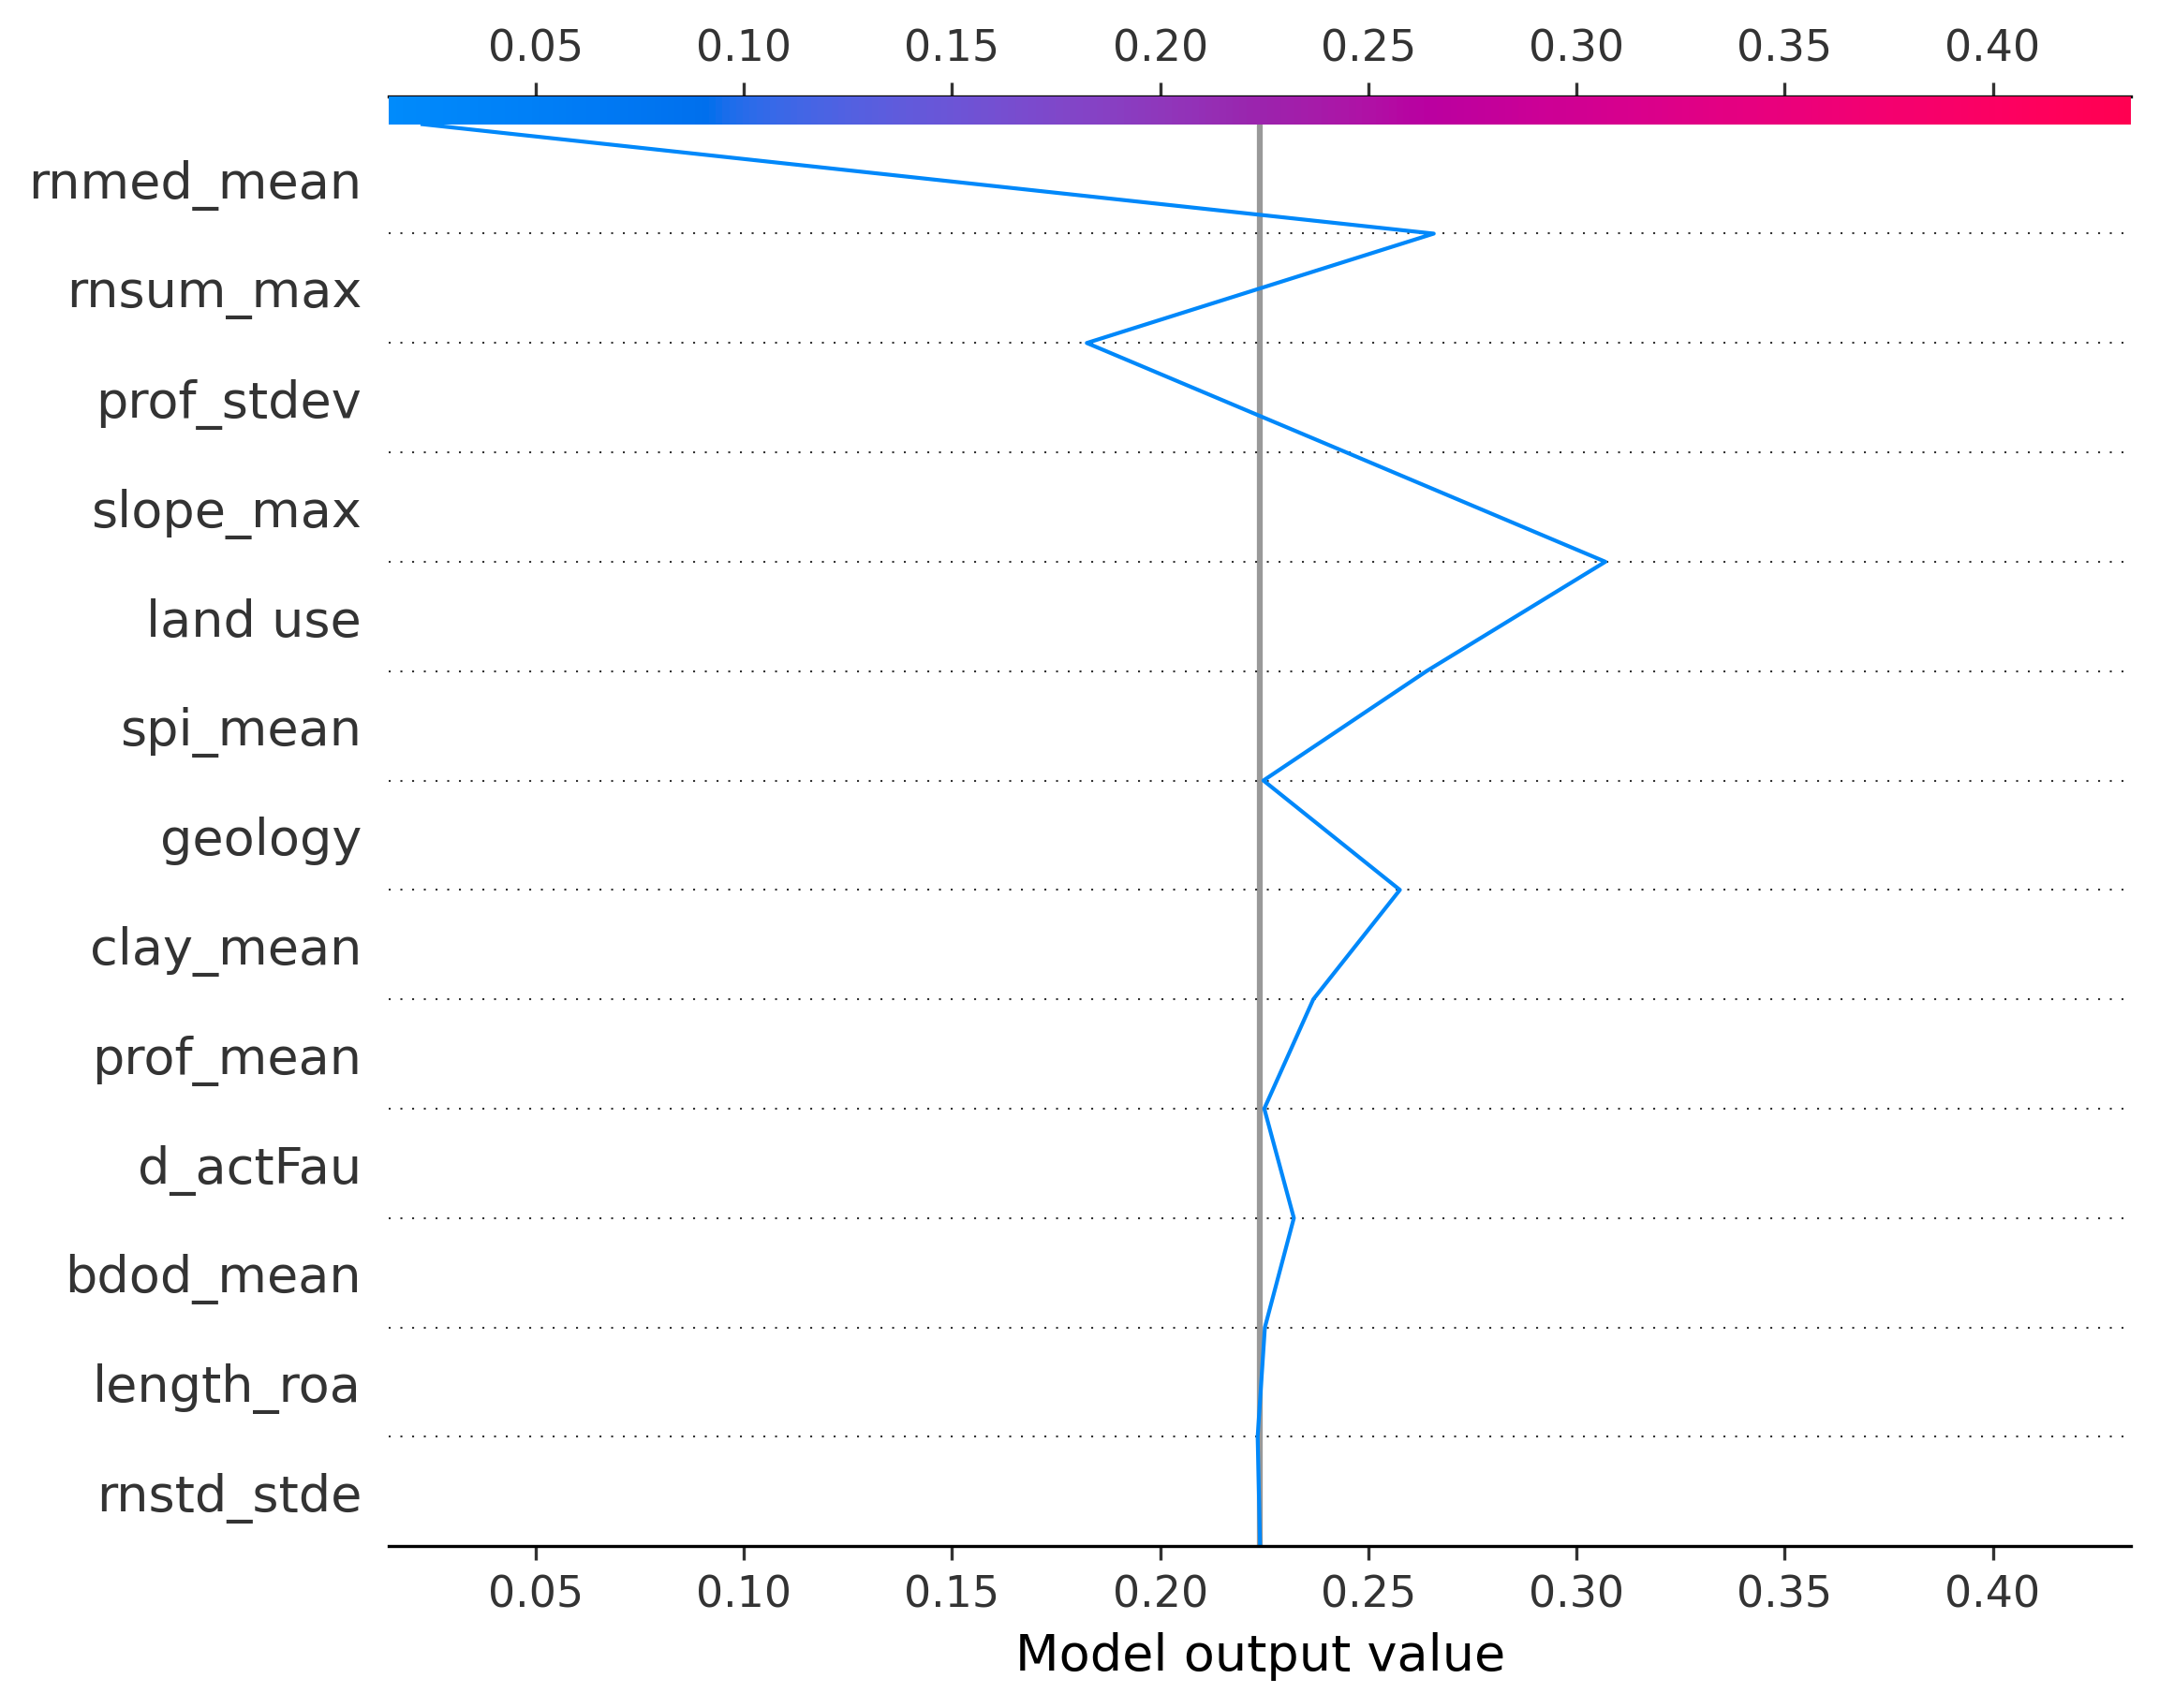 0.05 0.10 0.15 0.20 0.25 0.30 0.35 0.40
rnmed_mean
rnsum_max
prof_stdev
slope_max
land use
spi_mean
geology
clay_mean
prof_mean
d_actFau
bdod_mean
length_roa
rnstd_stde
0.05 0.10 0.15 0.20 0.25 0.30 0.35 0.40
Model output value